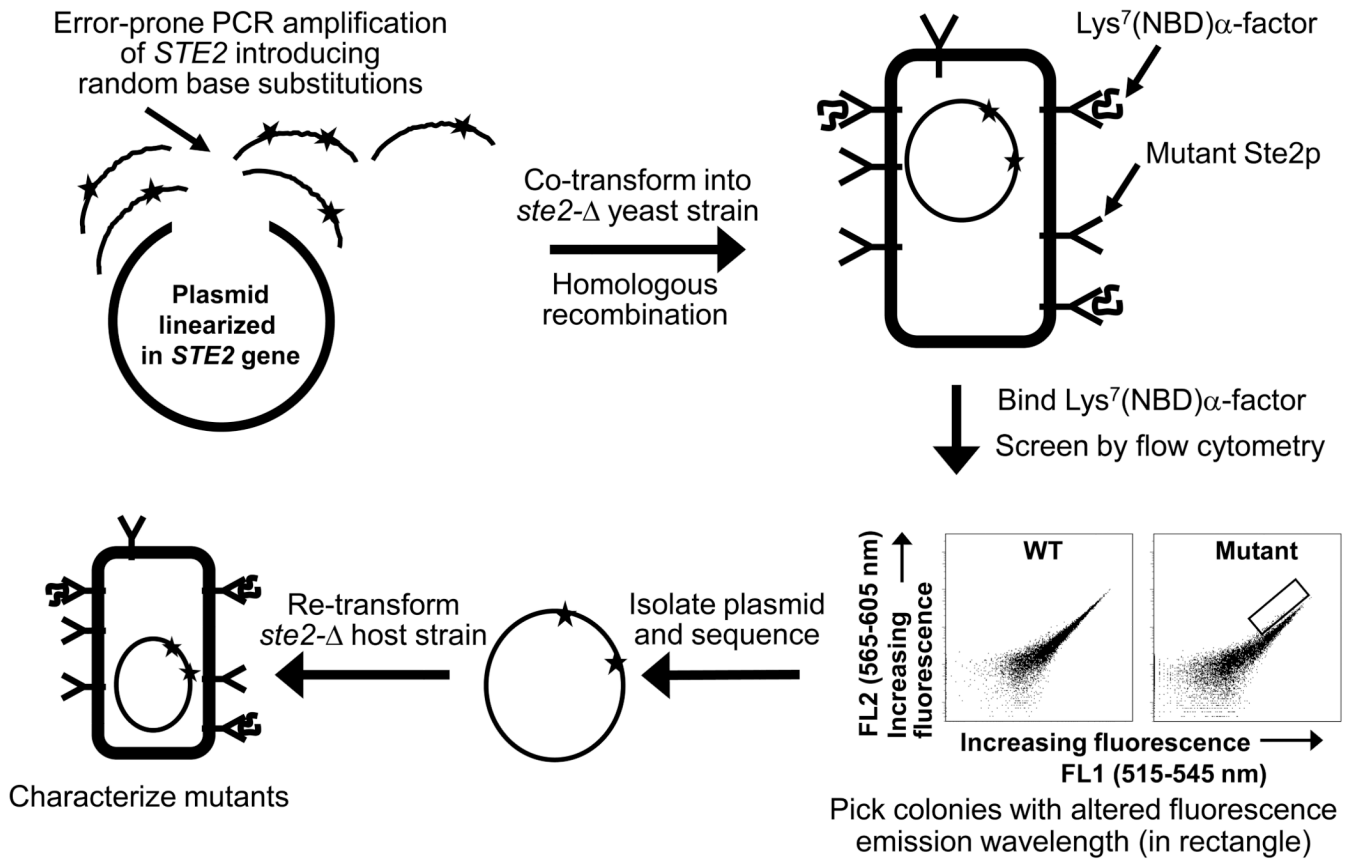 Error-prone PCR amplification
of STE2 introducing
random base substitutions
Plasmid
linearized
in STE2 gene
Co-transform into
ste2-Δ yeast strain
Homologous
recombination
Lys⁷(NBD)α-factor
Mutant Ste2p
Bind Lys⁷(NBD)α-factor
Screen by flow cytometry
WT
Mutant
FL2 (565-605 nm)
Increasing
fluorescence
Increasing fluorescence
FL1 (515-545 nm)
Pick colonies with altered fluorescence
emission wavelength (in rectangle)
Isolate plasmid
and sequence
Re-transform
ste2-Δ host strain
Characterize mutants